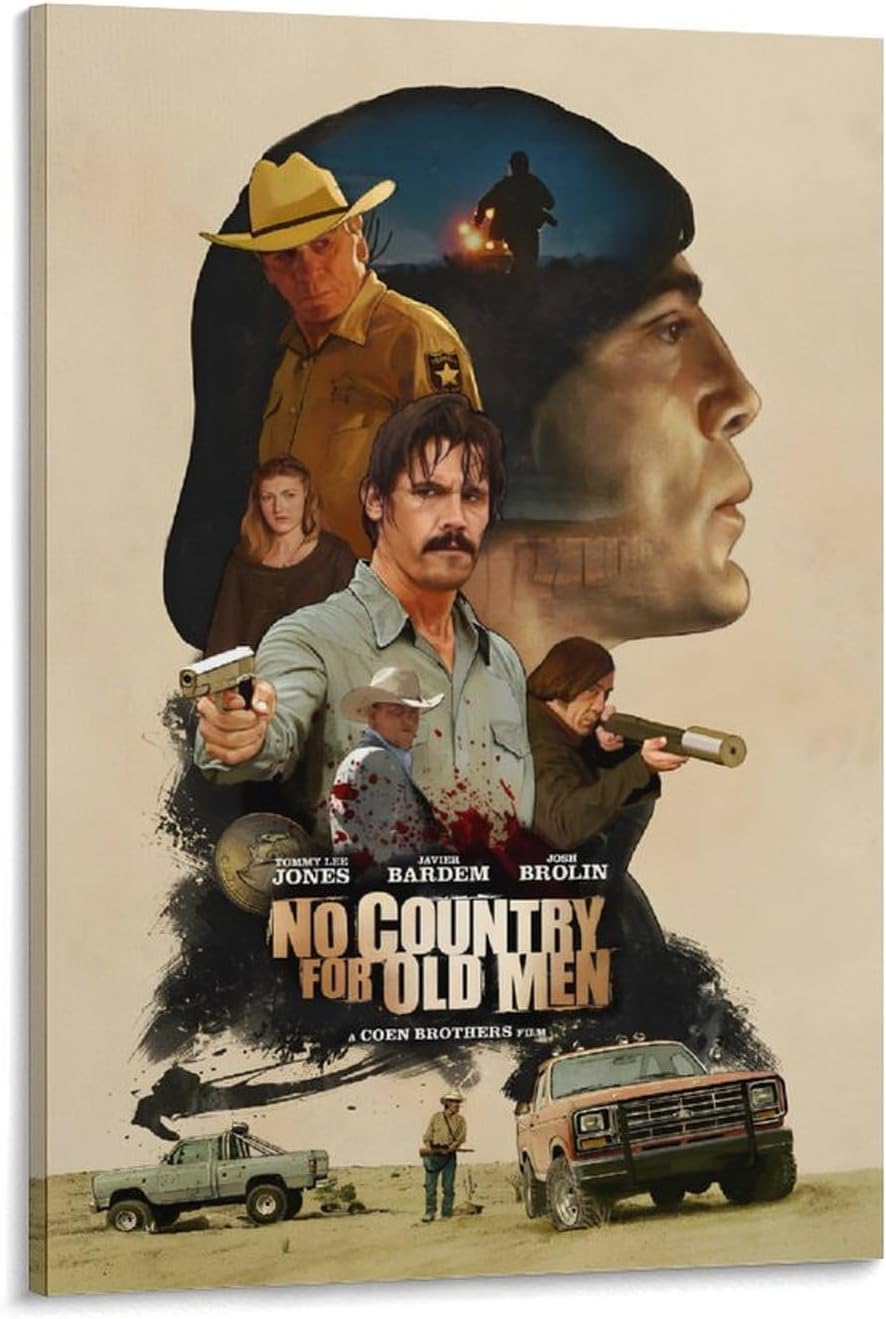 TOMMY LEE JAVIER JOSH
JONES BARDEM BROLIN
NO COUNTRY
FOR OLD MEN
A COEN BROTHERS FILM